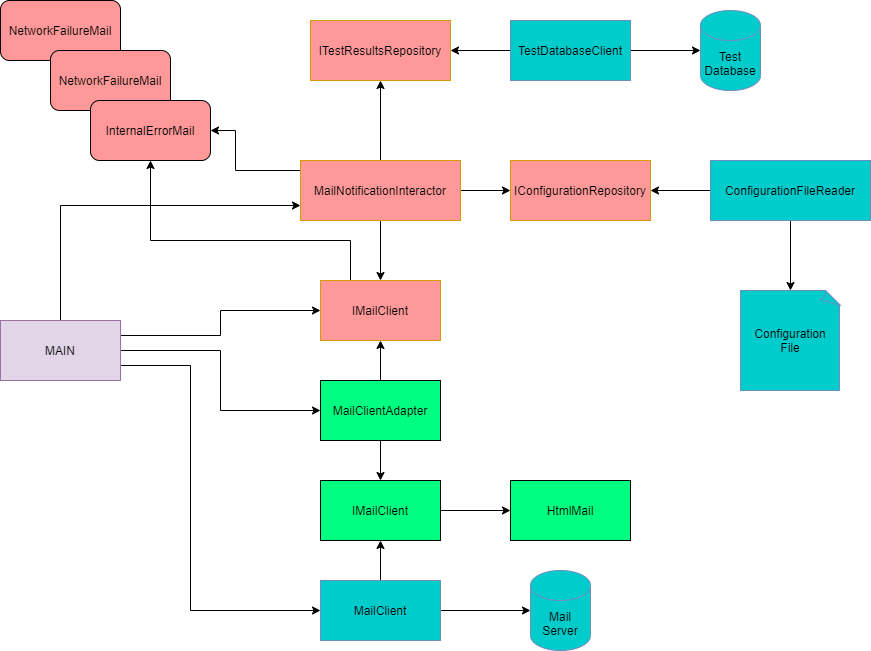 NetworkFailureMail
NetworkFailureMail
InternalErrorMail
ITestResultsRepository
TestDatabaseClient
Test
Database
MailNotificationInteractor
IConfigurationRepository
ConfigurationFileReader
IMailClient
Configuration
File
MAIN
MailClientAdapter
IMailClient
HtmlMail
MailClient
Mail
Server